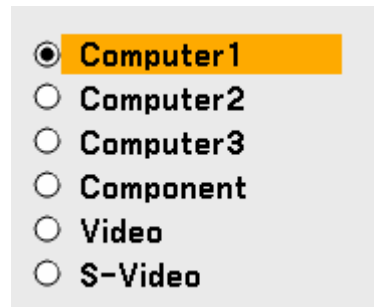 Computer1
Computer2
Computer3
Component
Video
S-Video